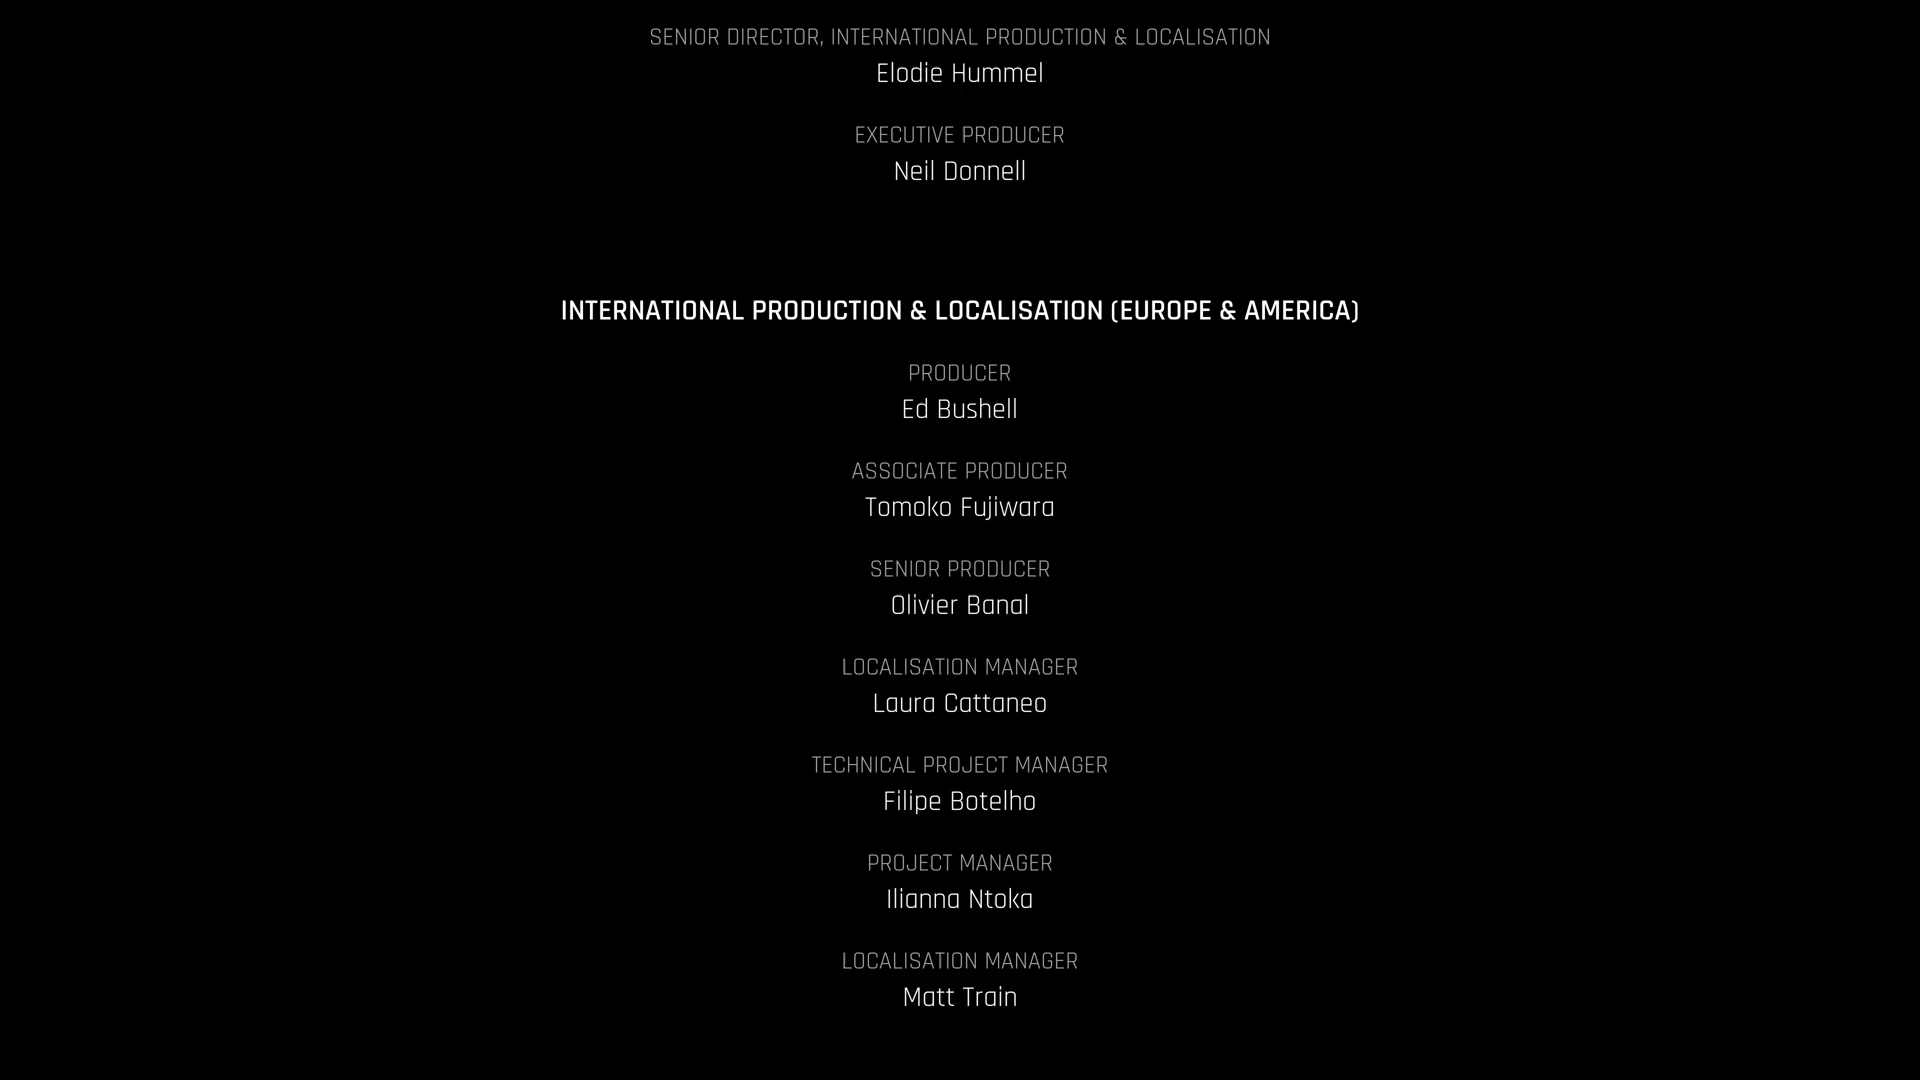 SENIOR DIRECTOR, INTERNATIONAL PRODUCTION & LOCALISATION
Elodie Hummel
EXECUTIVE PRODUCER
Neil Donnell
INTERNATIONAL PRODUCTION & LOCALISATION (EUROPE & AMERICA)
PRODUCER
Ed Bushell
ASSOCIATE PRODUCER
Tomoko Fujiwara
SENIOR PRODUCER
Olivier Banal
LOCALISATION MANAGER
Laura Cattaneo
TECHNICAL PROJECT MANAGER
Filipe Botelho
PROJECT MANAGER
Ilianna Ntoka
LOCALISATION MANAGER
Matt Train